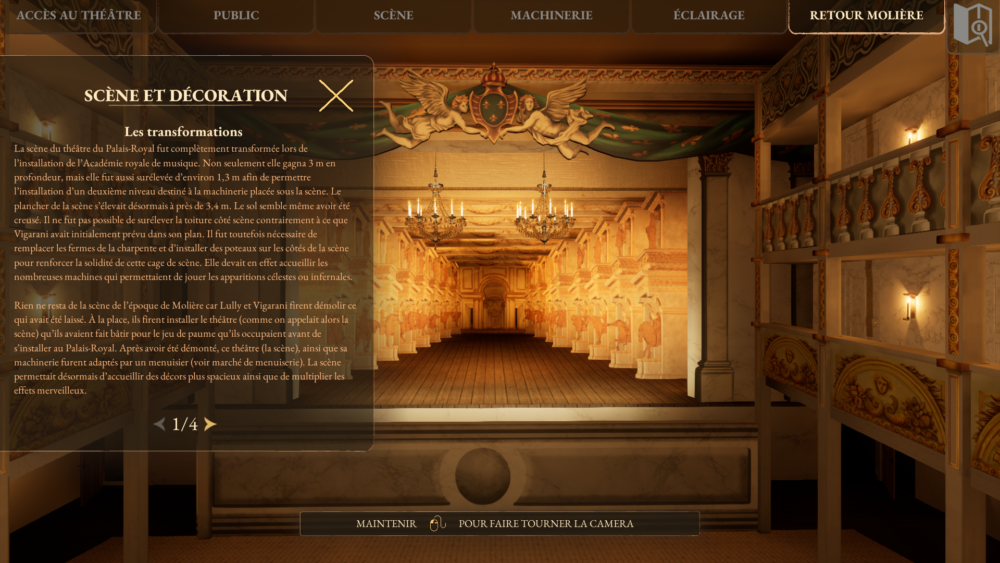 ACCÈS AU THÉÂTRE
PUBLIC
SCÈNE
MACHINERIE
ÉCLAIRAGE
RETOUR MOLIÈRE
SCÈNE ET DÉCORATION
Les transformations
La scène du théâtre du Palais-Royal fut complètement transformée lors de
l'installation de l'Académie royale de musique. Non seulement elle gagna 3 m en
profondeur, mais elle fut aussi surélevée d'environ 1,3 m afin de permettre
l'installation d'un deuxième niveau destiné à la machinerie placée sous la scène. Le
plancher de la scène s'élevait désormais à près de 3,4 m. Le sol semble même avoir été
creusé. Il ne fut pas possible de surélever la toiture côté scène contrairement à ce que
Vigarani avait initialement prévu dans son plan. Il fut toutefois nécessaire de
remplacer les fermes de la charpente et d'installer des poteaux sur les côtés de la scène
pour renforcer la solidité de cette cage de scène. Elle devait en effet accueillir les
nombreuses machines qui permettaient de jouer les apparitions célestes ou infernales.
Rien ne resta de la scène de l'époque de Molière car Lully et Vigarani firent démolir ce
qui avait été laissé. À la place, ils firent installer le théâtre (comme on appelait alors la
scène) qu'ils avaient fait bâtir pour le jeu de paume qu'ils occupaient avant de
s'installer au Palais-Royal. Après avoir été démonté, ce théâtre (la scène), ainsi que sa
machinerie furent adaptés par un menuisier (voir marché de menuiserie). La scène
permettait désormais d'accueillir des décors plus spacieux ainsi que de multiplier les
effets merveilleux.
1/4
MAINTENIR POUR FAIRE TOURNER LA CAMERA